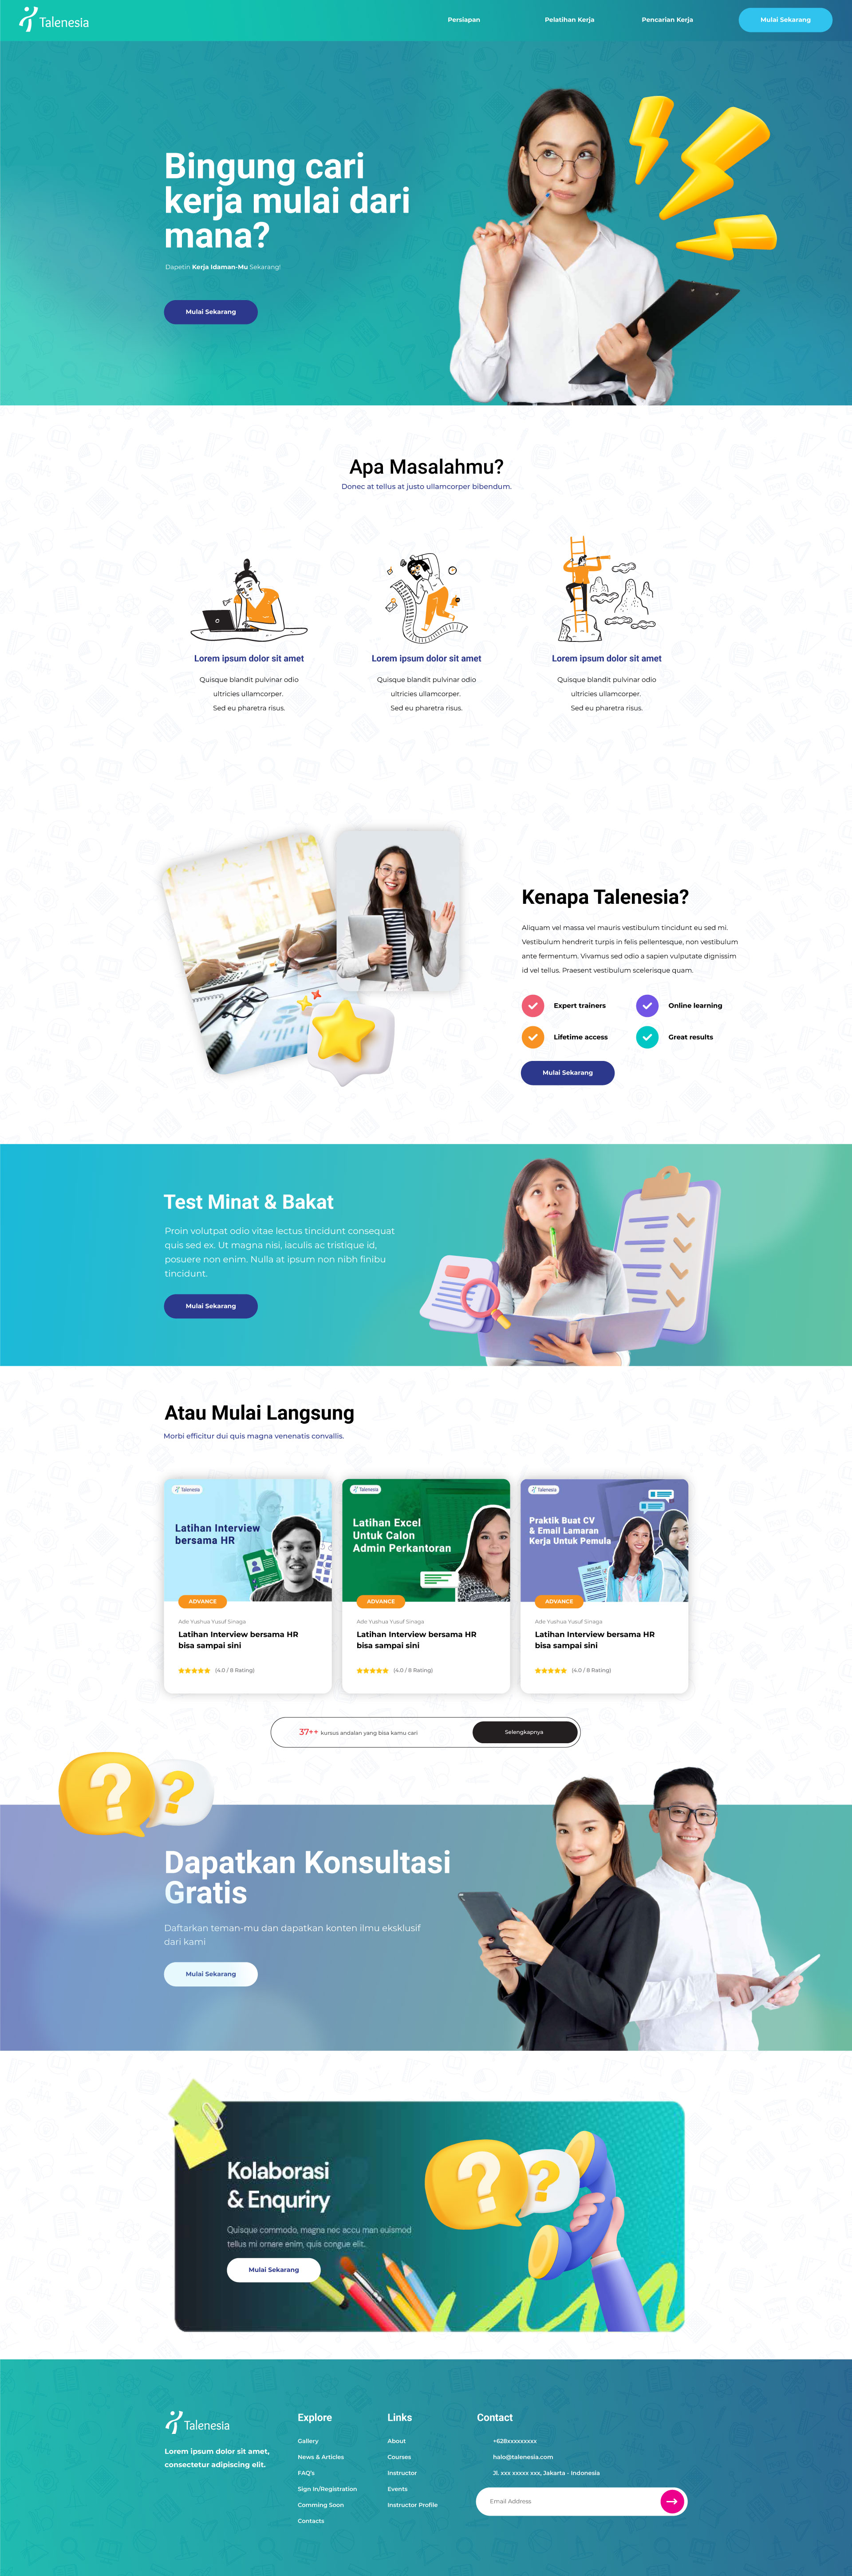 Talenesia
Persiapan
Pelatihan Kerja
Pencarian Kerja
Mulai Sekarang
Bingung cari
kerja mulai dari
mana?
Dapetin Kerja Idaman-Mu Sekarang!
Mulai Sekarang
Apa Masalahmu?
Donec at tellus at justo ullamcorper bibendum.
Lorem ipsum dolor sit amet
Quisque blandit pulvinar odio
ultricies ullamcorper.
Sed eu pharetra risus.
Lorem ipsum dolor sit amet
Quisque blandit pulvinar odio
ultricies ullamcorper.
Sed eu pharetra risus.
Lorem ipsum dolor sit amet
Quisque blandit pulvinar odio
ultricies ullamcorper.
Sed eu pharetra risus.
Kenapa Talenesia?
Aliquam vel massa vel mauris vestibulum tincidunt eu sed mi.
Vestibulum hendrerit turpis in felis pellentesque, non vestibulum
ante fermentum. Vivamus sed odio a sapien vulputate dignissim
id vel tellus. Praesent vestibulum scelerisque quam.
Expert trainers
Online learning
Lifetime access
Great results
Mulai Sekarang
Test Minat & Bakat
Proin volutpat odio vitae lectus tincidunt consequat
quis sed ex. Ut magna nisi, iaculis ac tristique id,
posuere non enim. Nulla at ipsum non nibh finibu
tincidunt.
Mulai Sekarang
Atau Mulai Langsung
Morbi efficitur dui quis magna venenatis convallis.
Talenesia
Latihan Interview
bersama HR
ADVANCE
Ade Yushua Yusuf Sinaga
Latihan Interview bersama HR
bisa sampai sini
(4.0 / 8 Rating)
Talenesia
Latihan Excel
Untuk Calon
Admin Perkantoran
ADVANCE
Ade Yushua Yusuf Sinaga
Latihan Interview bersama HR
bisa sampai sini
(4.0 / 8 Rating)
Talenesia
Praktik Buat CV
& Email Lamaran
Kerja Untuk Pemula
RESUME
ADVANCE
Ade Yushua Yusuf Sinaga
Latihan Interview bersama HR
bisa sampai sini
(4.0 / 8 Rating)
37++ kursus andalan yang bisa kamu cari
Selengkapnya
Dapatkan Konsultasi
Gratis
Daftarkan teman-mu dan dapatkan konten ilmu eksklusif
dari kami
Mulai Sekarang
Kolaborasi
& Enquriry
Quisque commodo, magna nec accu man euismod
tellus mi ornare enim, quis congue elit..
Mulai Sekarang
Talenesia
Lorem ipsum dolor sit amet,
consectetur adipiscing elit.
Explore
Gallery
News & Articles
FAQ's
Sign In/Registration
Comming Soon
Contacts
Links
About
Courses
Instructor
Events
Instructor Profile
Contact
+628xxxxxxxxx
halo@talenesia.com
Jl. xxx xxxxx xxx, Jakarta - Indonesia
Email Address